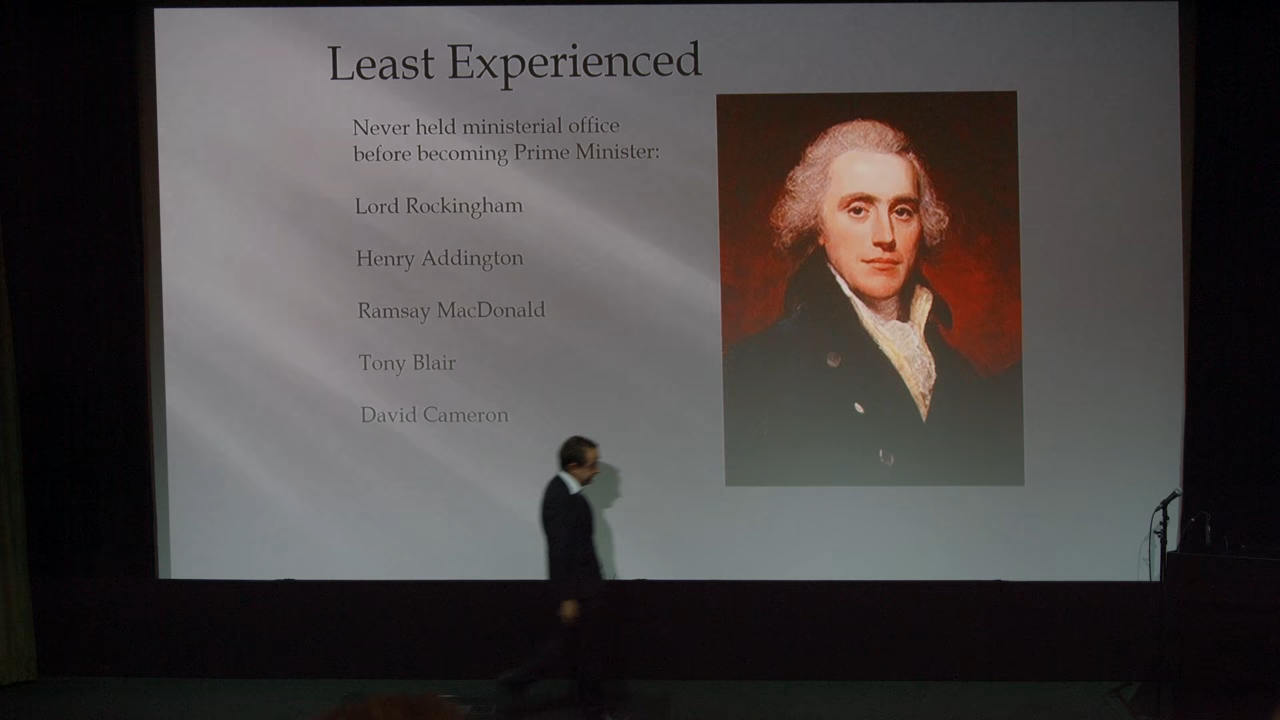 Least Experienced
Never held ministerial office
before becoming Prime Minister:
Lord Rockingham
Henry Addington
Ramsay MacDonald
Tony Blair
David Cameron